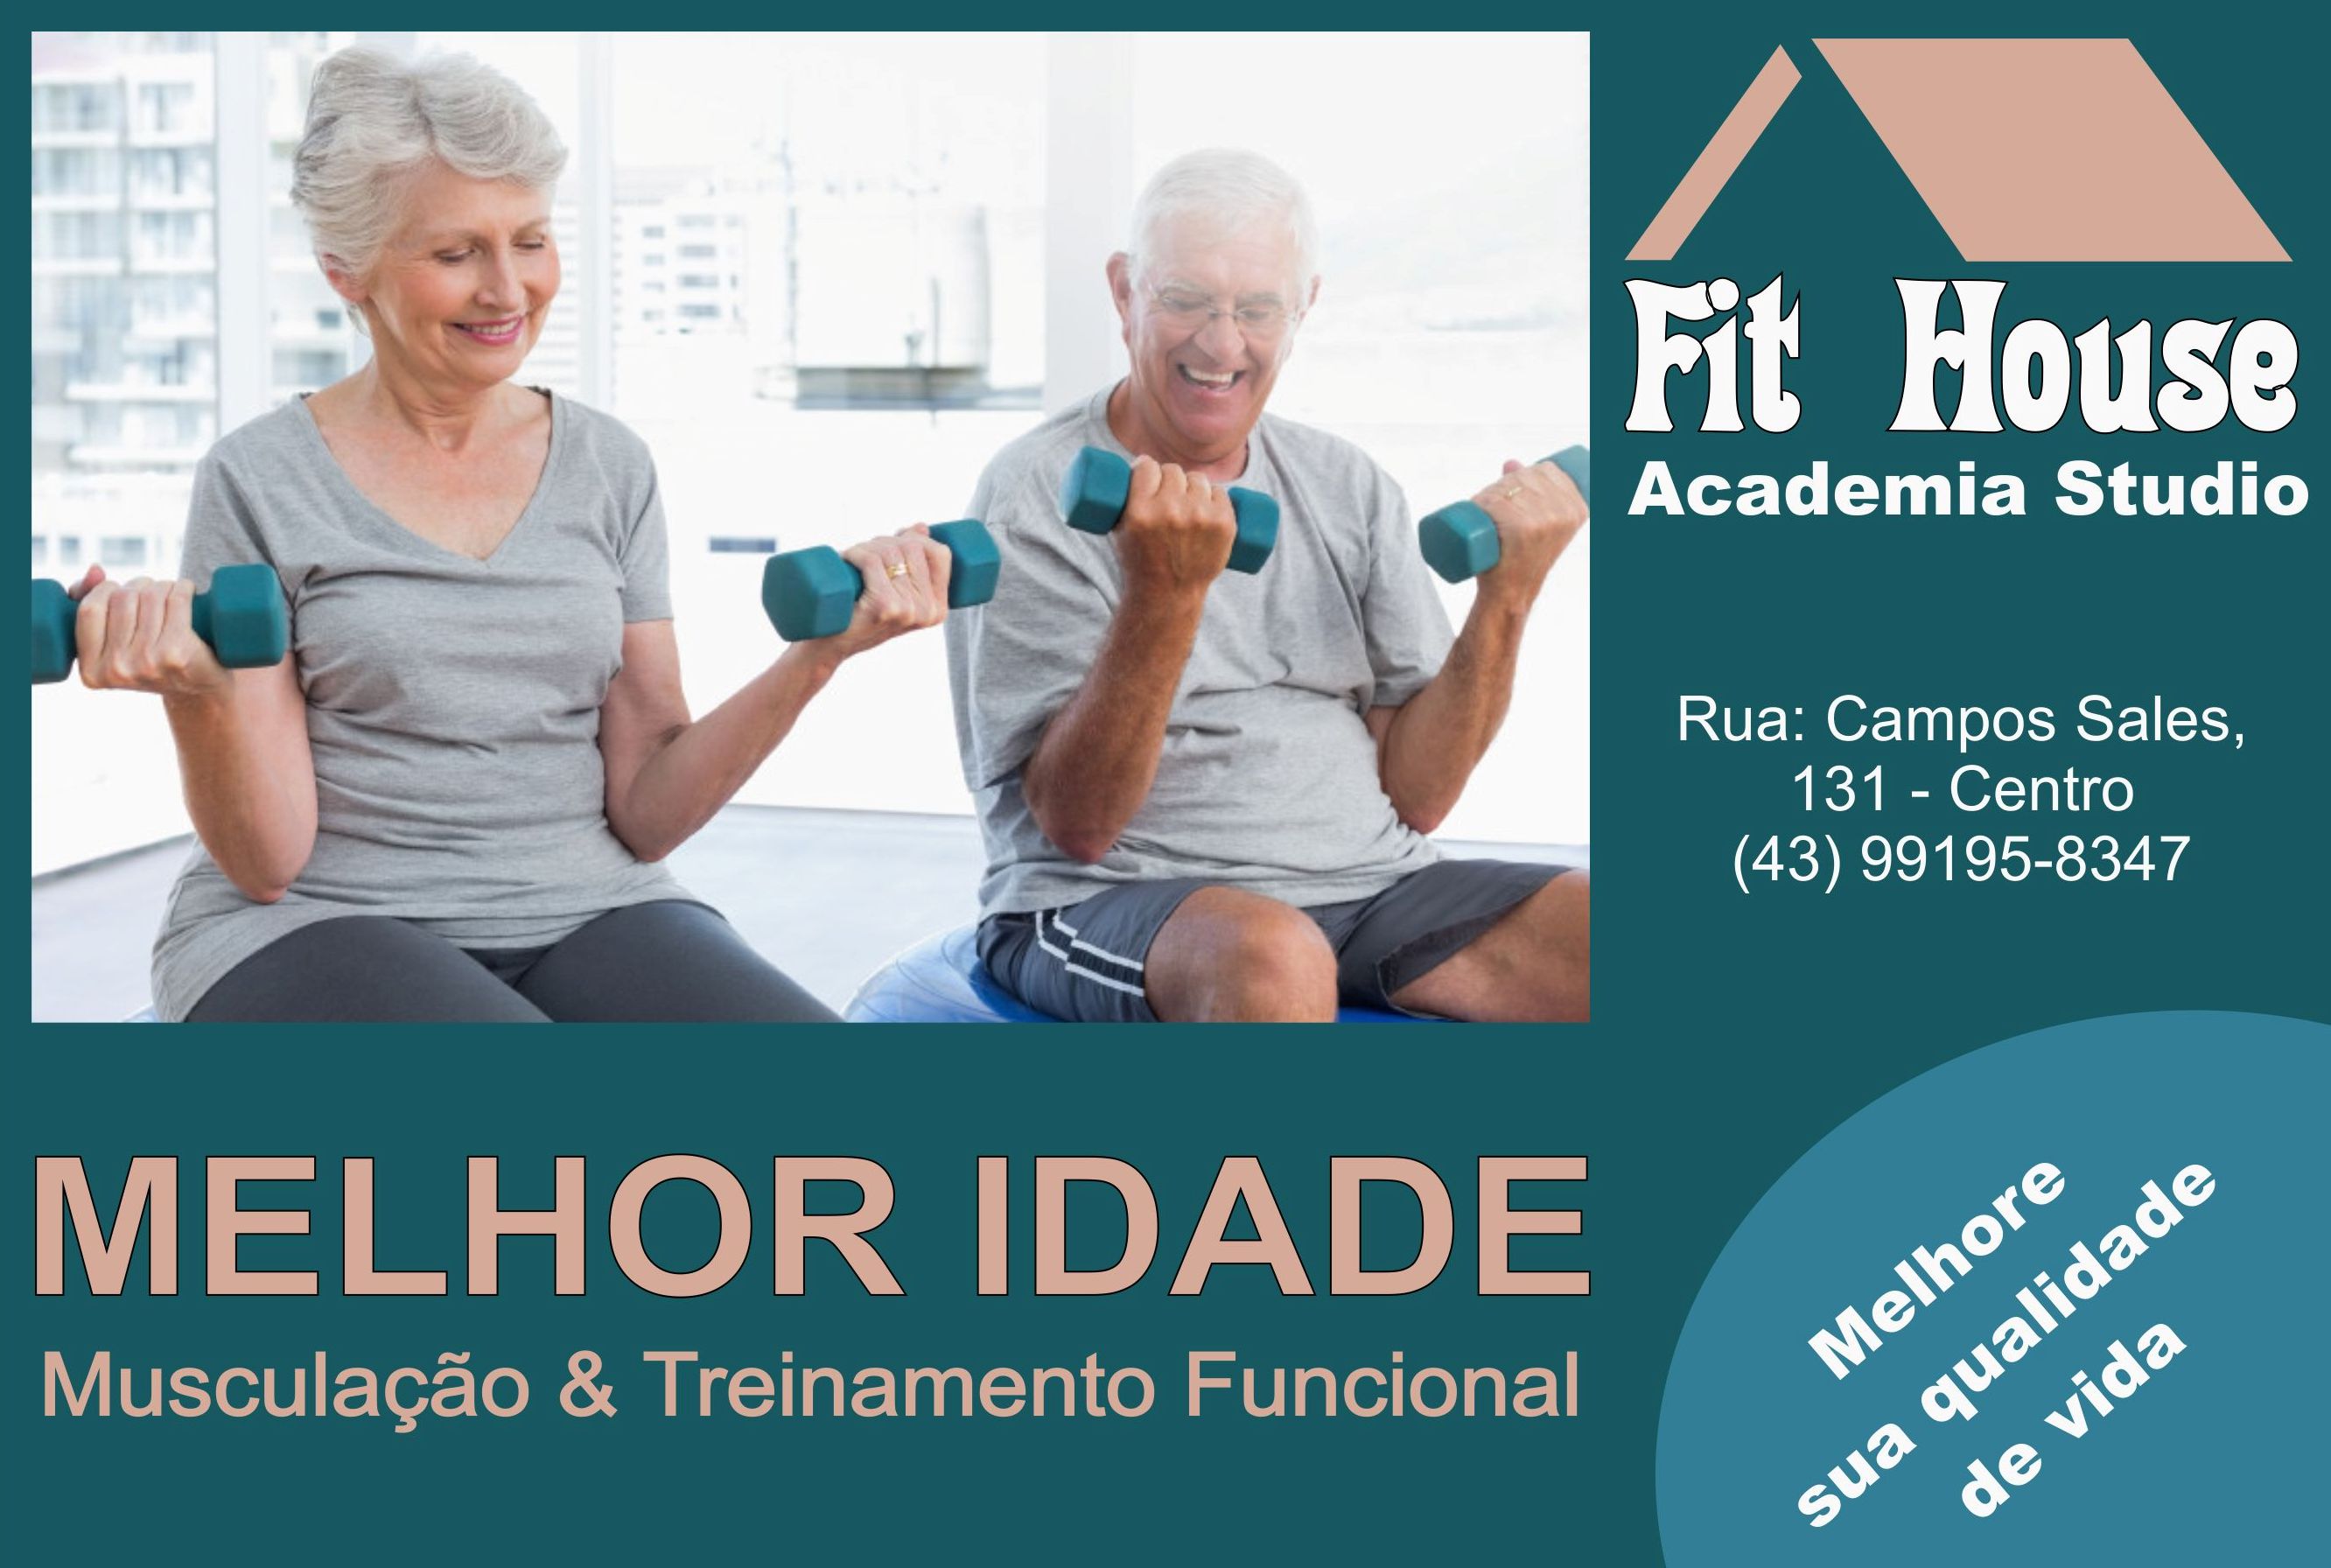 Fit House
Academia Studio
Rua: Campos Sales,
131 - Centro
(43) 99195-8347
MELHOR IDADE
Musculação & Treinamento Funcional
Melhore
sua qualidade
de vida